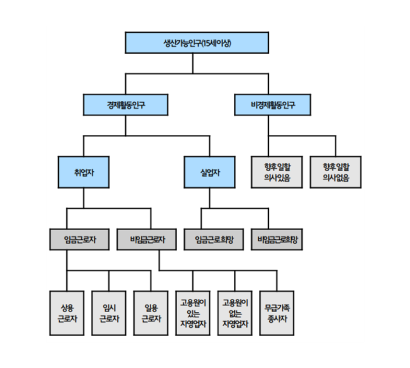 생산가능인구(15세이상)
경제활동인구
비경제활동인구
취업자
실업자
향후 일할
의사있음
향후 일할
의사없음
임금근로자
비임금근로자
임금근로 희망
비임금근로희망
상용
근로자
임시
근로자
일용
근로자
고용원이
있는
자영업자
고용원이
없는
자영업자
무급가족
종사자